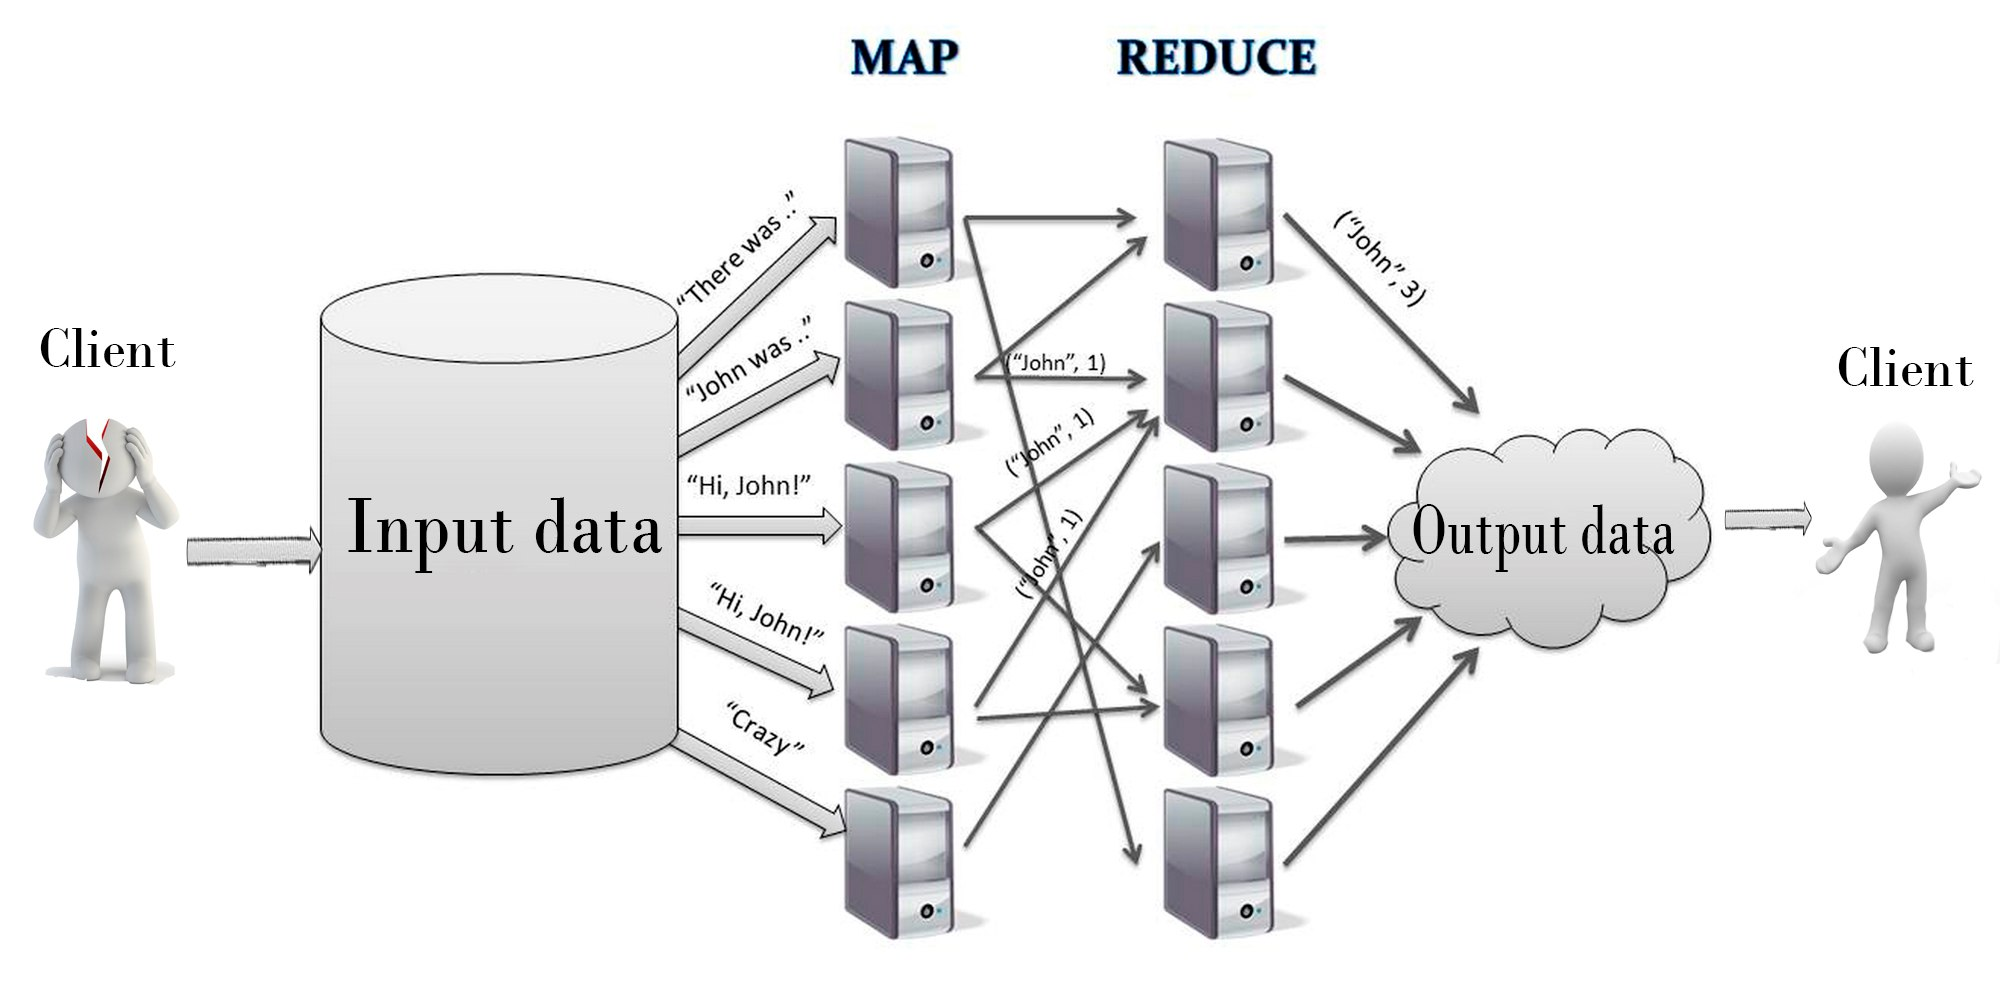 MAP
REDUCE
Client
Input data
“There was ..”
“John was ..”
“Hi, John!”
“Hi, John!”
“Crazy”
(“John”, 1)
(“John”, 1)
(“John”, 1)
(“John”, 3)
Output data
Client